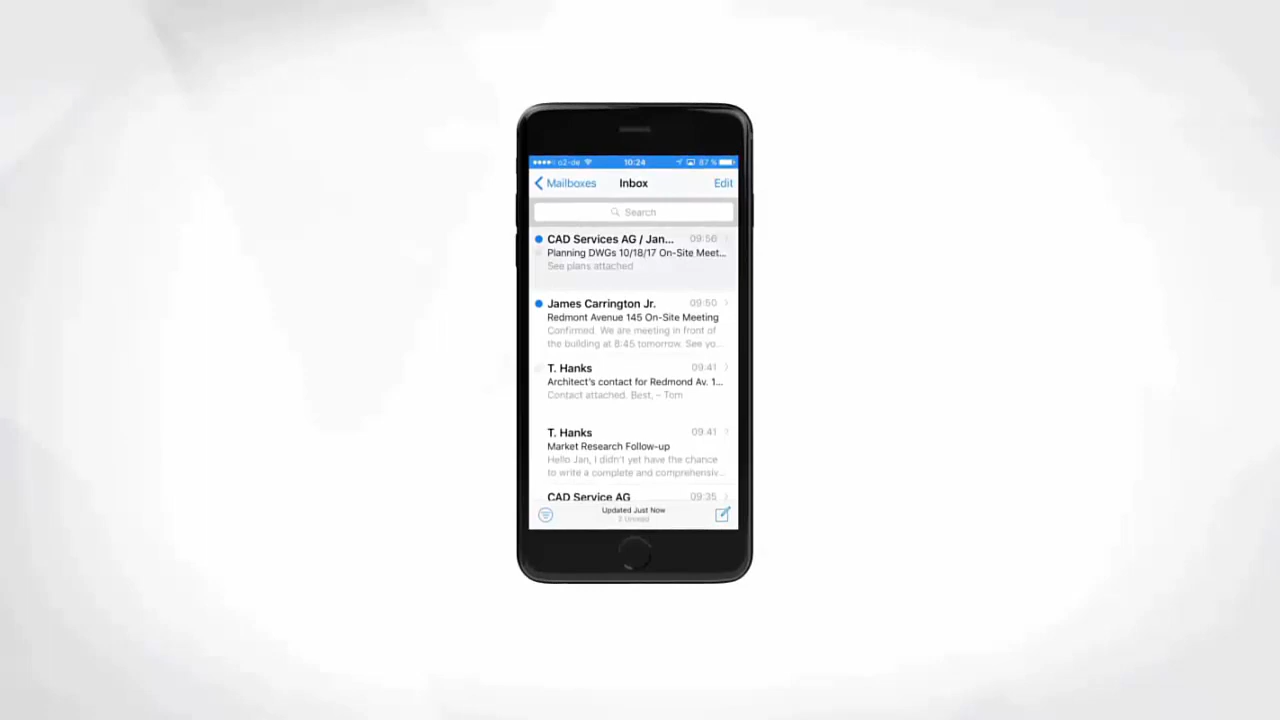 o2-de 10:24 87 %
Mailboxes Inbox Edit
Search
CAD Services AG / Jan... 09:56
Planning DWGs 10/18/17 On-Site Meet...
See plans attached
James Carrington Jr. 09:50
Redmont Avenue 145 On-Site Meeting
Confirmed. We are meeting in front of
the building at 8:45 tomorrow. See yo...
T. Hanks 09:41
Architect's contact for Redmond Av. 1...
Contact attached. Best, – Tom
T. Hanks 09:41
Market Research Follow-up
Hello Jan, I didn't yet have the chance
to write a complete and comprehensiv...
CAD Service AG 09:35
Updated Just Now
3 Unread